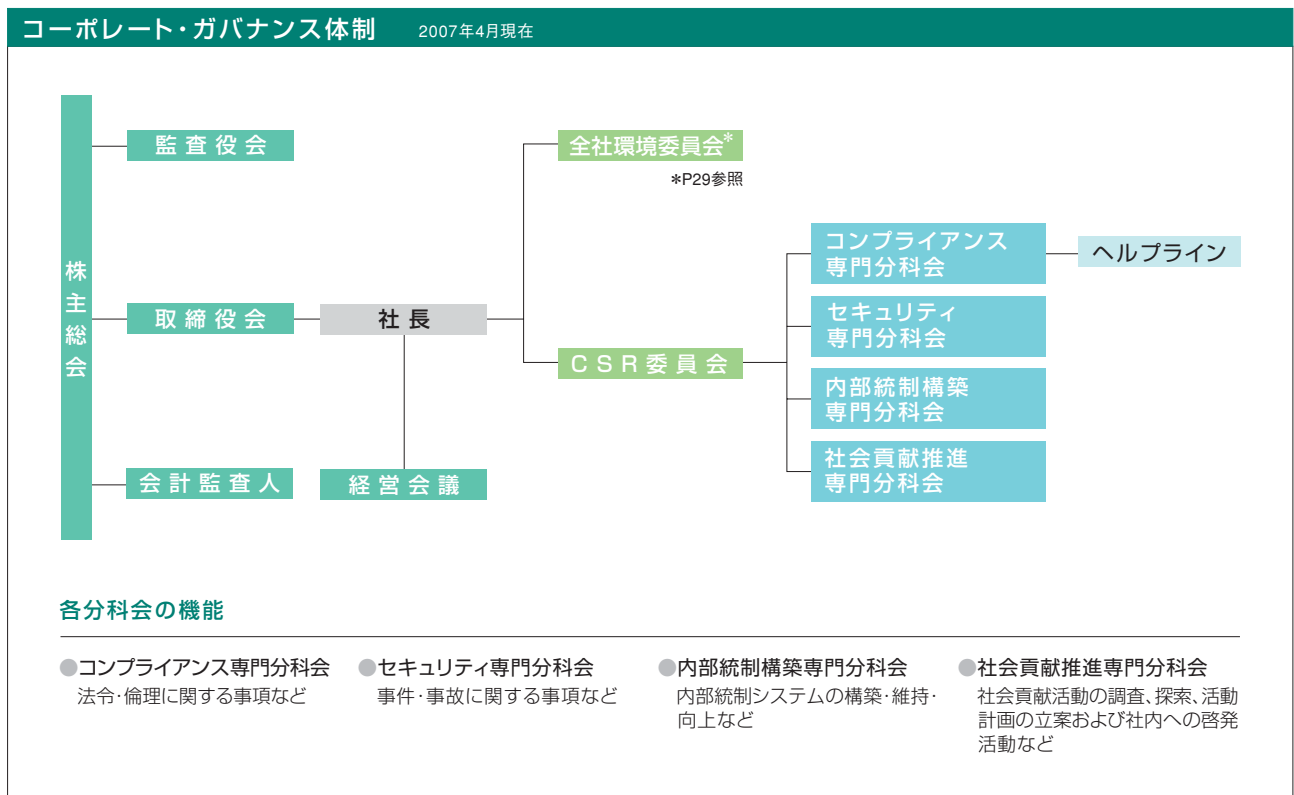 コーポレート・ガバナンス体制 2007年4月現在
株主総会
監査役会
取締役会
会計監査人
社長
経営会議
全社環境委員会*
*P29参照
CSR委員会
コンプライアンス
専門分科会
ヘルプライン
セキュリティ
専門分科会
内部統制構築
専門分科会
社会貢献推進
専門分科会
各分科会の機能
●コンプライアンス専門分科会
法令・倫理に関する事項など
●セキュリティ専門分科会
事件・事故に関する事項など
●内部統制構築専門分科会
内部統制システムの構築・維持・
向上など
●社会貢献推進専門分科会
社会貢献活動の調査、探索、活動
計画の立案および社内への啓発
活動など